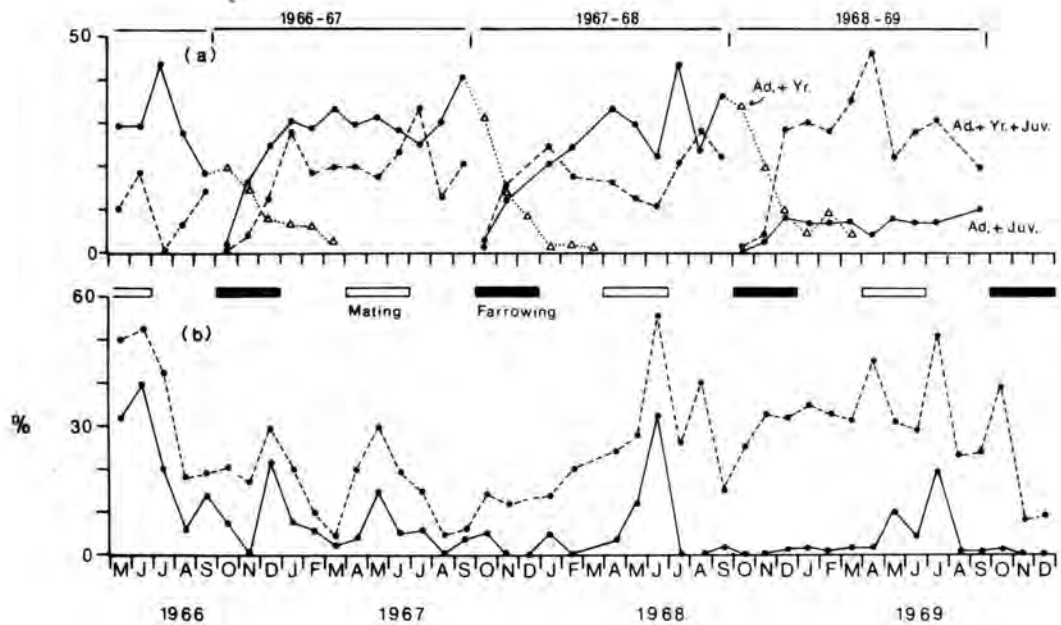 1966-67 1967-68 1968-69
50
(a)
Ad.+ Yr.
Ad.+ Yr.+ Juv.
Ad.+ Juv.
0
60
Mating Farrowing
(b)
%
30
0
M J J A S O N D J F M A M J J A S O N D J F M A M J J A S O N D J F M A M J J A S O N D
1966 1967 1968 1969